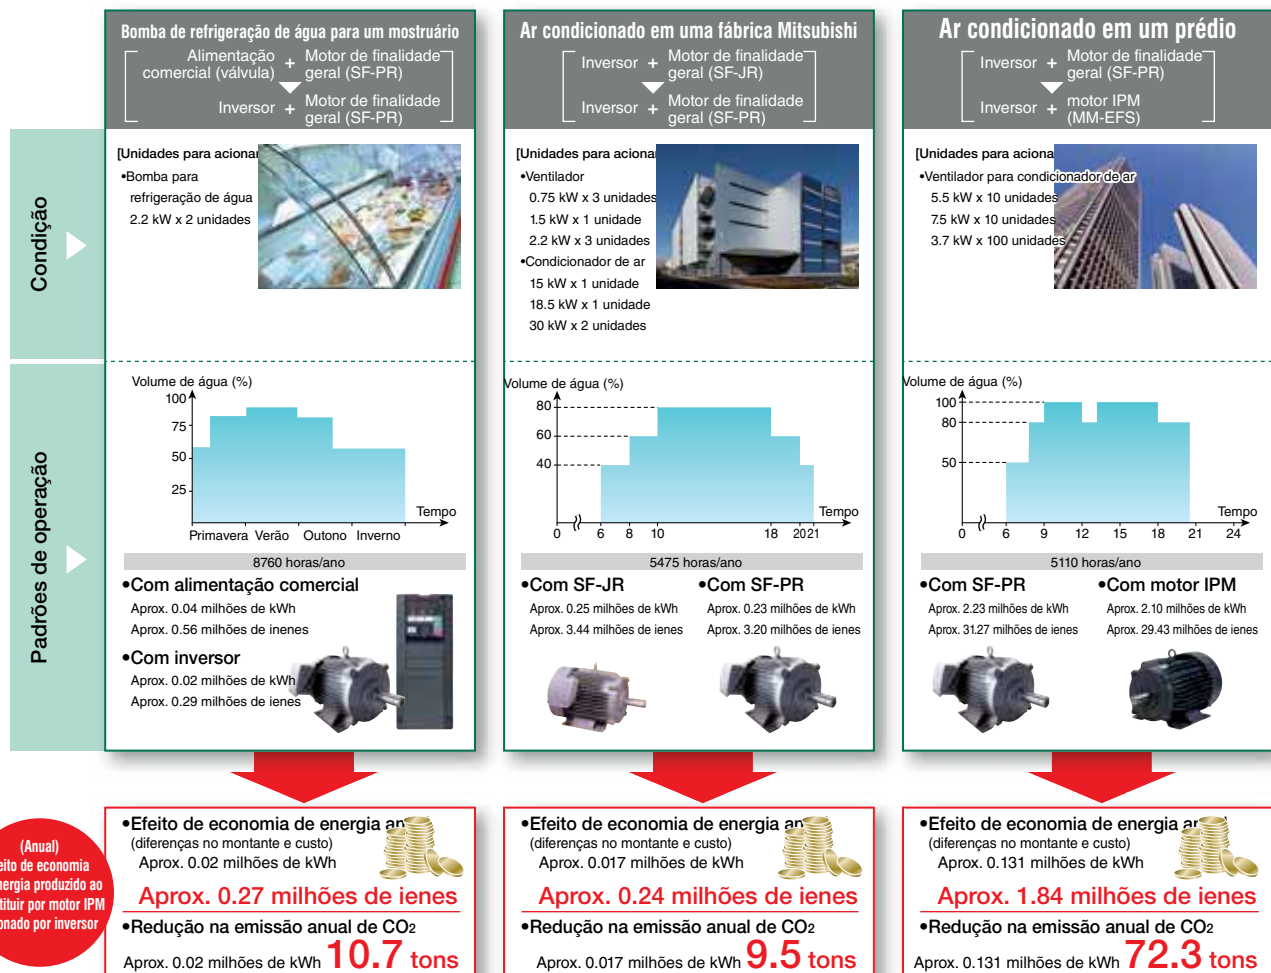 Bomba de refrigeração de água para um mostruário
Alimentação comercial (válvula) + Motor de finalidade geral (SF-PR)
Inversor + Motor de finalidade geral (SF-PR)
Ar condicionado em uma fábrica Mitsubishi
Inversor + Motor de finalidade geral (SF-JR)
Inversor + Motor de finalidade geral (SF-PR)
Ar condicionado em um prédio
Inversor + Motor de finalidade geral (SF-PR)
Inversor + motor IPM (MM-EFS)
Condição
[Unidades para aciona
•Bomba para
refrigeração de água
2.2 kW x 2 unidades
[Unidades para aciona
•Ventilador
0.75 kW x 3 unidades
1.5 kW x 1 unidade
2.2 kW x 3 unidades
•Condicionador de ar
15 kW x 1 unidade
18.5 kW x 1 unidade
30 kW x 2 unidades
[Unidades para aciona
•Ventilador para condicionador de ar
5.5 kW x 10 unidades
7.5 kW x 10 unidades
3.7 kW x 100 unidades
Padrões de operação
Volume de água (%)
100
75
50
25
Tempo
Primavera Verão Outono Inverno
8760 horas/ano
•Com alimentação comercial
Aprox. 0.04 milhões de kWh
Aprox. 0.56 milhões de inenes
•Com inversor
Aprox. 0.02 milhões de kWh
Aprox. 0.29 milhões de ienes
Volume de água (%)
80
60
40
Tempo
0 6 8 10 18 2021
5475 horas/ano
•Com SF-JR
Aprox. 0.25 milhões de kWh
Aprox. 3.44 milhões de ienes
•Com SF-PR
Aprox. 0.23 milhões de kWh
Aprox. 3.20 milhões de ienes
Volume de água (%)
100
80
50
Tempo
0 6 9 12 15 18 21 24
5110 horas/ano
•Com SF-PR
Aprox. 2.23 milhões de kWh
Aprox. 31.27 milhões de ienes
•Com motor IPM
Aprox. 2.10 milhões de kWh
Aprox. 29.43 milhões de ienes
(Anual)
eito de economia
nergia produzido ao
tituir por motor IPM
onado por inversor
•Efeito de economia de energia an
(diferenças no montante e custo)
Aprox. 0.02 milhões de kWh
Aprox. 0.27 milhões de ienes
•Redução na emissão anual de CO2
Aprox. 0.02 milhões de kWh 10.7 tons
•Efeito de economia de energia an
(diferenças no montante e custo)
Aprox. 0.017 milhões de kWh
Aprox. 0.24 milhões de ienes
•Redução na emissão anual de CO2
Aprox. 0.017 milhões de kWh 9.5 tons
•Efeito de economia de energia an
(diferenças no montante e custo)
Aprox. 0.131 milhões de kWh
Aprox. 1.84 milhões de ienes
•Redução na emissão anual de CO2
Aprox. 0.131 milhões de kWh 72.3 tons